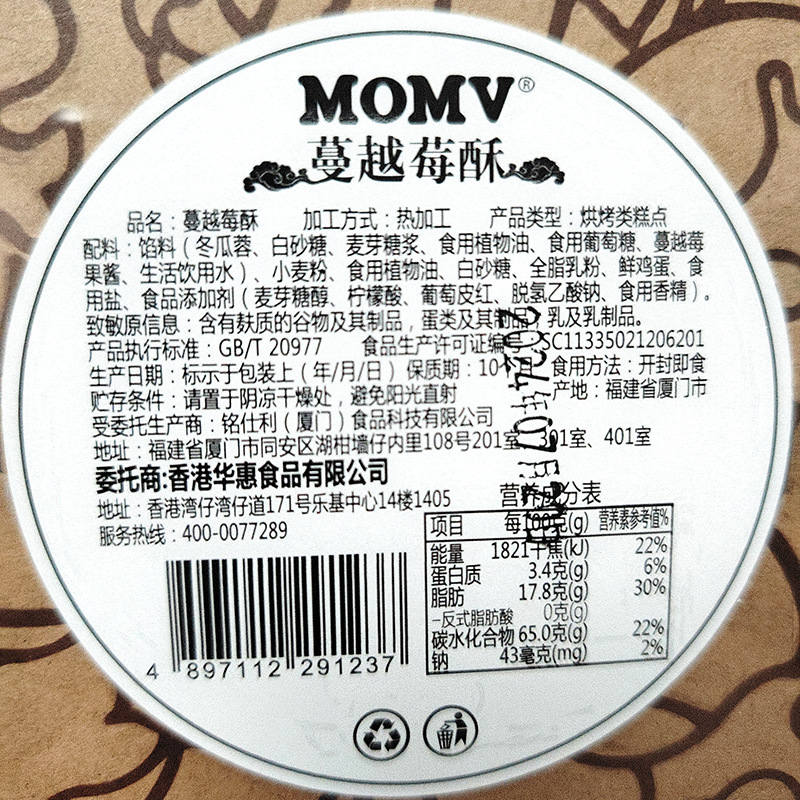 MOMV®
蔓越莓酥
品名：蔓越莓酥 加工方式：热加工 产品类型：烘烤类糕点
配料：馅料（冬瓜蓉、白砂糖、麦芽糖浆、食用植物油、食用葡萄糖、蔓越莓
果酱、生活饮用水）、小麦粉、食用植物油、白砂糖、全脂乳粉、鲜鸡蛋、食
用盐、食品添加剂（麦芽糖醇、柠檬酸、葡萄皮红、脱氢乙酸钠、食用香精）。
致敏原信息：含有麸质的谷物及其制品，蛋类及其制品，乳及乳制品。
产品执行标准：GB/T 20977 食品生产许可证编 SC11335021206201
生产日期：标示于包装上（年/月/日） 保质期：10个 食用方法：开封即食
贮存条件：请置于阴凉干燥处，避免阳光直射 产地：福建省厦门市
受委托生产商：铭仕利（厦门）食品科技有限公司
地址：福建省厦门市同安区湖柑墙仔内里108号201室、301室、401室
委托商:香港华惠食品有限公司
地址：香港湾仔湾仔道171号乐基中心14楼1405
服务热线：400-0077289
营养成分表
项目 每100克(g) 营养素参考值%
能量 1821千焦(kJ) 22%
蛋白质 3.4克(g) 6%
脂肪 17.8克(g) 30%
–反式脂肪酸 0克(g)
碳水化合物 65.0克(g) 22%
钠 43毫克(mg) 2%
4 897112 291237